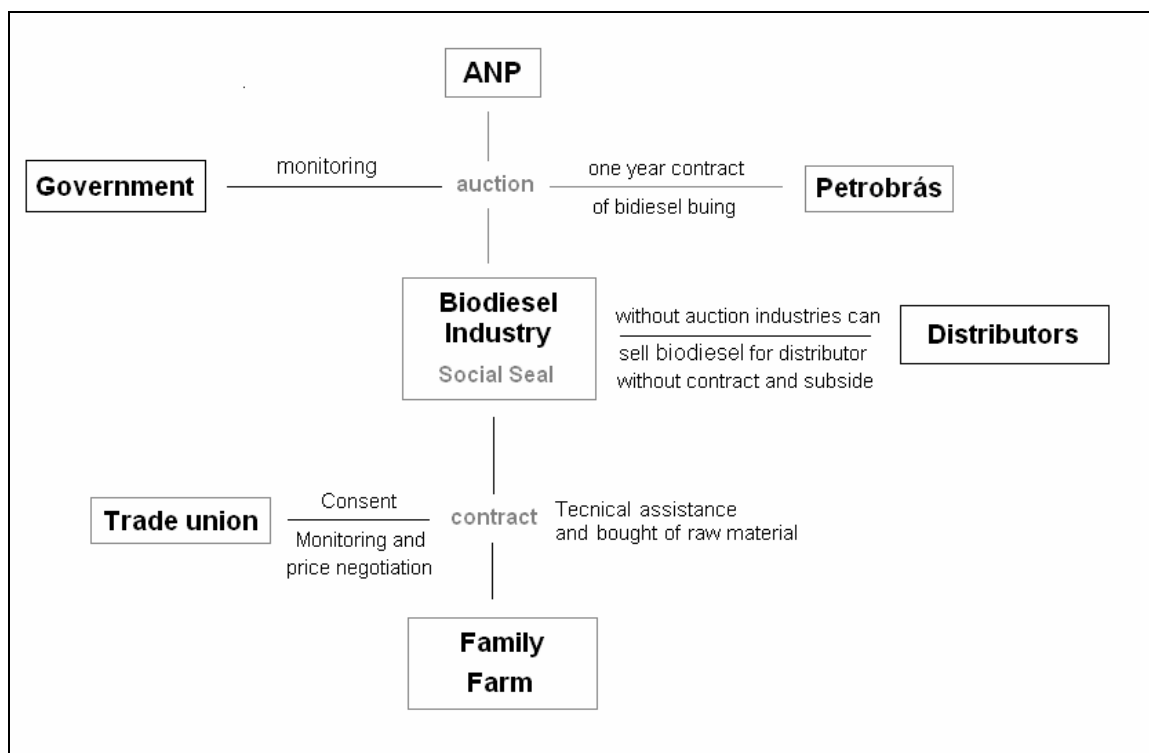 ANP
monitoring
one year contract
Government
auction
Petrobrás
of bidiesel buing
Biodiesel
Industry
Social Seal
without auction industries can
Distributors
sell biodiesel for distributor
without contract and subside
Consent
Trade union
contract
Tecnical assistance
and bought of raw material
Monitoring and
price negotiation
Family
Farm